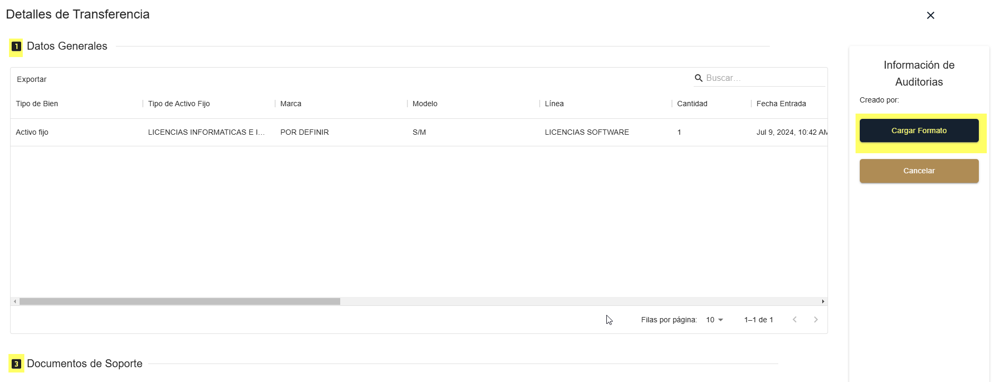 Detalles de Transferencia
1 Datos Generales
Exportar
Buscar...
Tipo de Bien
Tipo de Activo Fijo
Marca
Modelo
Línea
Cantidad
Fecha Entrada
Activo fijo
LICENCIAS INFORMATICAS E I...
POR DEFINIR
S/M
LICENCIAS SOFTWARE
1
Jul 9, 2024, 10:42 AM
Filas por página:
10
1–1 de 1
3 Documentos de Soporte
Información de
Auditorias
Creado por:
Cargar Formato
Cancelar